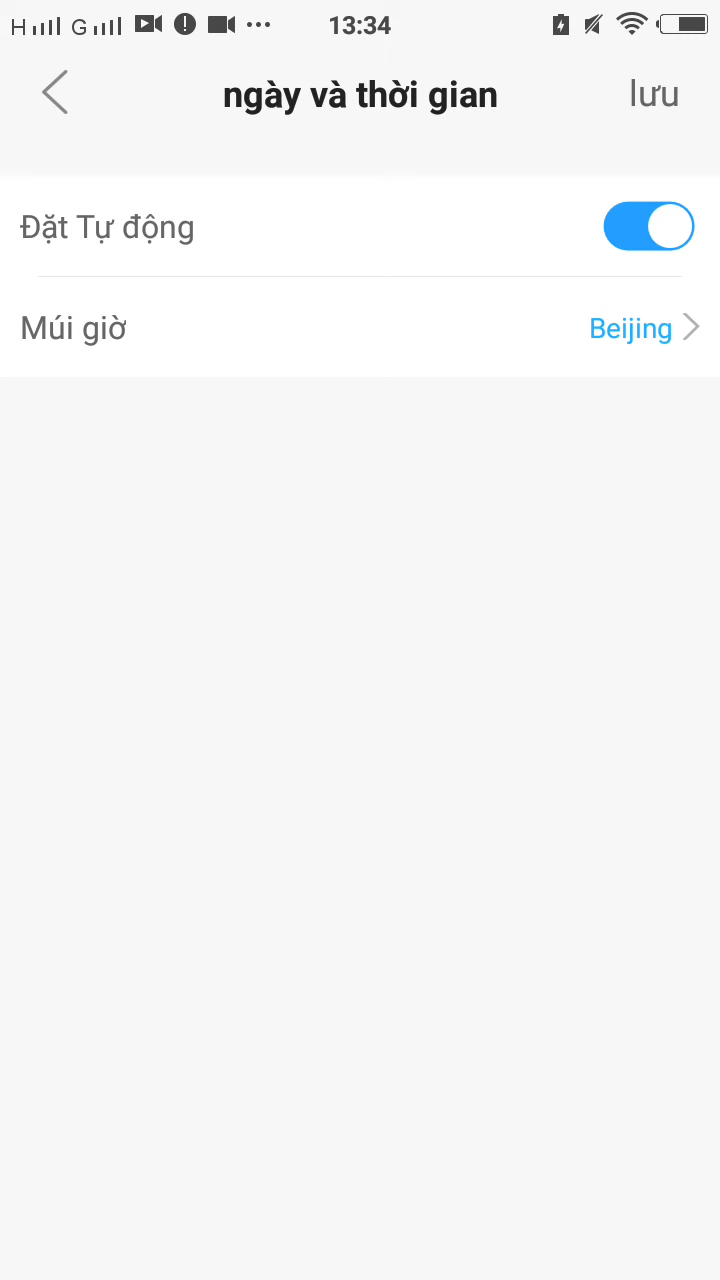 H G 13:34
ngày và thời gian
lưu
Đặt Tự động
Múi giờ Beijing